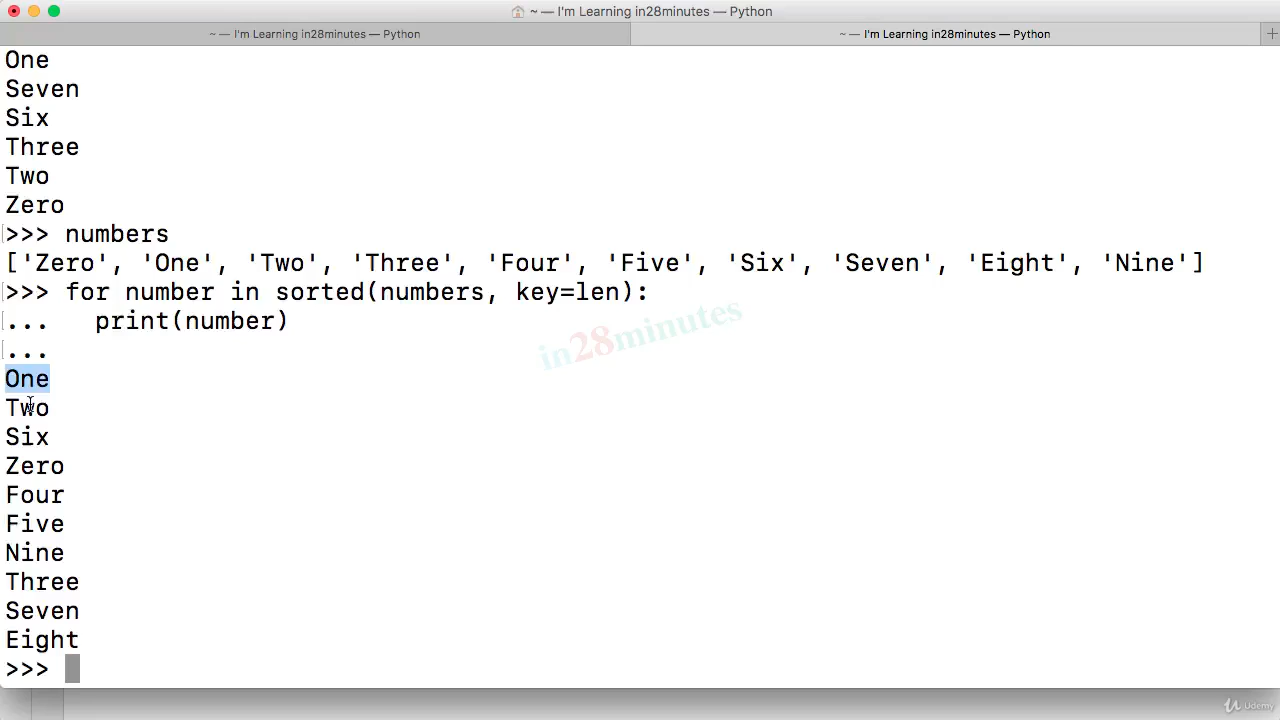 ~ — I'm Learning in28minutes — Python
~ — I'm Learning in28minutes — Python
~ — I'm Learning in28minutes — Python
One
Seven
Six
Three
Two
Zero
>>> numbers
['Zero', 'One', 'Two', 'Three', 'Four', 'Five', 'Six', 'Seven', 'Eight', 'Nine']
>>> for number in sorted(numbers, key=len):
...   print(number)
...
in28minutes
One
Two
Six
Zero
Four
Five
Nine
Three
Seven
Eight
>>>
Udemy